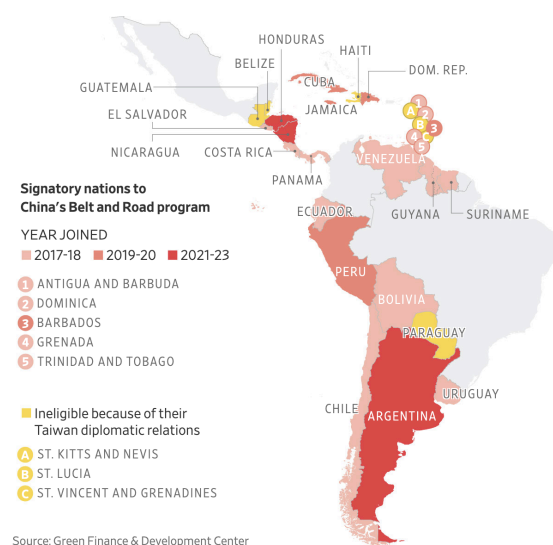 HONDURAS
HAITI
BELIZE
DOM. REP.
GUATEMALA
CUBA
JAMAICA
EL SALVADOR
NICARAGUA
COSTA RICA
PANAMA
1
A
2
B
3
4
C
5
VENEZUELA
Signatory nations to
China's Belt and Road program
ECUADOR
GUYANA
SURINAME
YEAR JOINED
2017-18
2019-20
2021-23
PERU
1 ANTIGUA AND BARBUDA
2 DOMINICA
3 BARBADOS
4 GRENADA
5 TRINIDAD AND TOBAGO
BOLIVIA
PARAGUAY
URUGUAY
CHILE
ARGENTINA
Ineligible because of their
Taiwan diplomatic relations
A ST. KITTS AND NEVIS
B ST. LUCIA
C ST. VINCENT AND GRENADINES
Source: Green Finance & Development Center